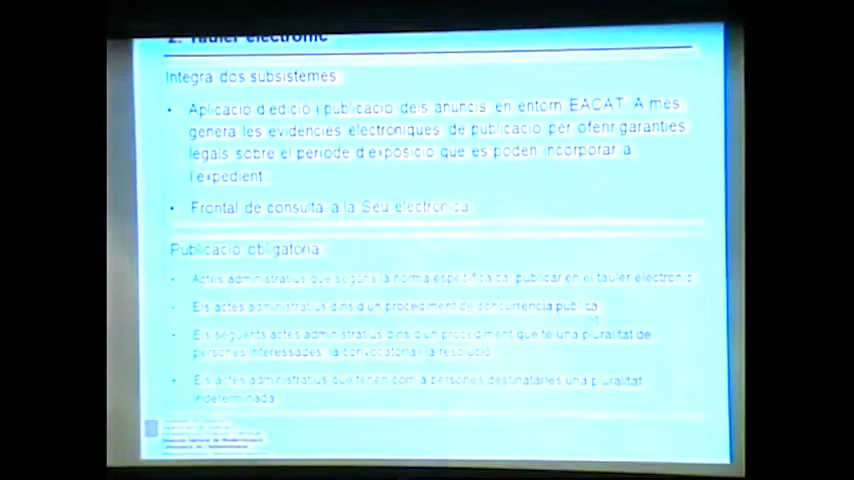 2. Tauler electrònic
Integra dos subsistemes
• Aplicació d'edició i publicació dels anuncis en entorn EACAT. A més
genera les evidències electròniques de publicació per oferir garanties
legals sobre el període d'exposició que es poden incorporar a
l'expedient.
• Frontal de consulta a la Seu electrònica
Publicació obligatòria
• Actes administratius que segons la norma específica cal publicar en el tauler electrònic
• Els actes administratius dins d'un procediment de concurrència pública
• Els següents actes administratius dins d'un procediment que té una pluralitat de
persones interessades: la convocatòria i la resolució
• Els actes administratius que tenen com a persones destinatàries una pluralitat
indeterminada